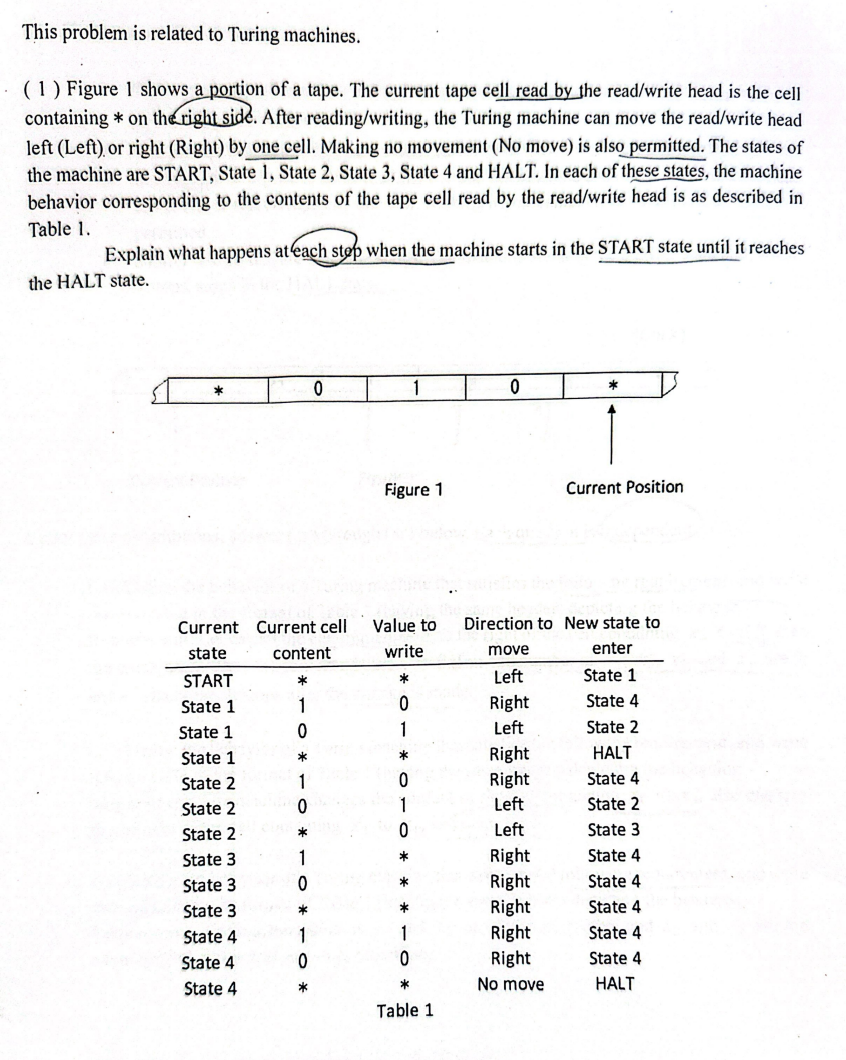 This problem is related to Turing machines.
( 1 ) Figure 1 shows a portion of a tape. The current tape cell read by the read/write head is the cell
containing * on the right side. After reading/writing, the Turing machine can move the read/write head
left (Left) or right (Right) by one cell. Making no movement (No move) is also permitted. The states of
the machine are START, State 1, State 2, State 3, State 4 and HALT. In each of these states, the machine
behavior corresponding to the contents of the tape cell read by the read/write head is as described in
Table 1.
Explain what happens at each step when the machine starts in the START state until it reaches
the HALT state.
* 0 1 0 *
Figure 1 Current Position
Current Current cell Value to Direction to New state to
state content write move enter
START * * Left State 1
State 1 1 0 Right State 4
State 1 0 1 Left State 2
State 1 * * Right HALT
State 2 1 0 Right State 4
State 2 0 1 Left State 2
State 2 * 0 Left State 3
State 3 1 * Right State 4
State 3 0 * Right State 4
State 3 * * Right State 4
State 4 1 1 Right State 4
State 4 0 0 Right State 4
State 4 * * No move HALT
Table 1